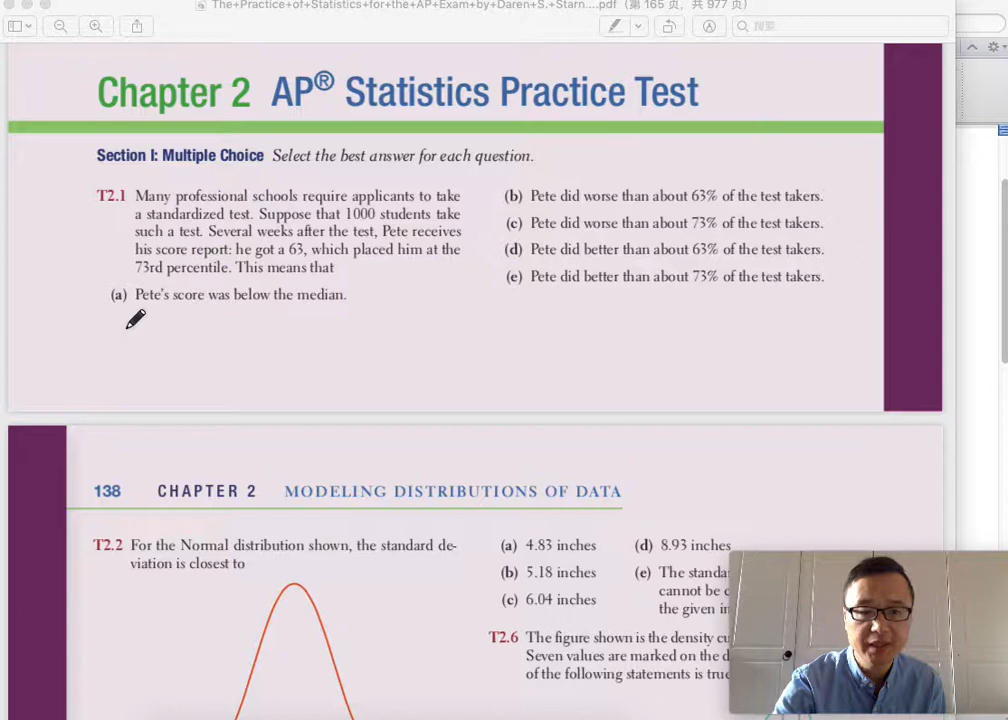 The+Practice+of+Statistics+for+the+AP+Exam+by+Daren+S.+Starn....pdf （第 165 页，共 977 页）
搜索
Chapter 2 AP® Statistics Practice Test
Section I: Multiple Choice Select the best answer for each question.
T2.1 Many professional schools require applicants to take
a standardized test. Suppose that 1000 students take
such a test. Several weeks after the test, Pete receives
his score report: he got a 63, which placed him at the
73rd percentile. This means that
(a) Pete's score was below the median.
(b) Pete did worse than about 63% of the test takers.
(c) Pete did worse than about 73% of the test takers.
(d) Pete did better than about 63% of the test takers.
(e) Pete did better than about 73% of the test takers.
138 CHAPTER 2 MODELING DISTRIBUTIONS OF DATA
T2.2 For the Normal distribution shown, the standard de-
viation is closest to
(a) 4.83 inches
(b) 5.18 inches
(c) 6.04 inches
(d) 8.93 inches
(e) The standa
cannot be
the given
T2.6 The figure shown is the density
Seven values are marked on the
of the following statements is